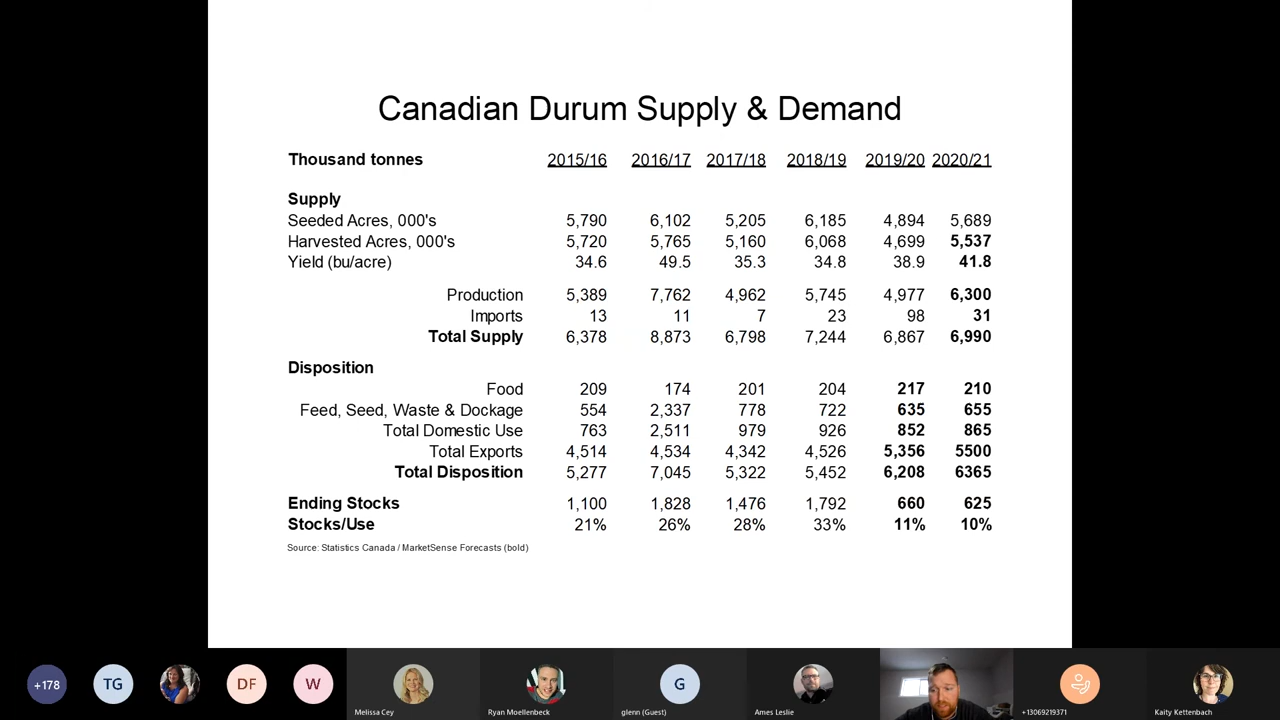 Canadian Durum Supply & Demand
Thousand tonnes 2015/16 2016/17 2017/18 2018/19 2019/20 2020/21
Supply
Seeded Acres, 000's 5,790 6,102 5,205 6,185 4,894 5,689
Harvested Acres, 000's 5,720 5,765 5,160 6,068 4,699 5,537
Yield (bu/acre) 34.6 49.5 35.3 34.8 38.9 41.8
Production 5,389 7,762 4,962 5,745 4,977 6,300
Imports 13 11 7 23 98 31
Total Supply 6,378 8,873 6,798 7,244 6,867 6,990
Disposition
Food 209 174 201 204 217 210
Feed, Seed, Waste & Dockage 554 2,337 778 722 635 655
Total Domestic Use 763 2,511 979 926 852 865
Total Exports 4,514 4,534 4,342 4,526 5,356 5500
Total Disposition 5,277 7,045 5,322 5,452 6,208 6365
Ending Stocks 1,100 1,828 1,476 1,792 660 625
Stocks/Use 21% 26% 28% 33% 11% 10%
Source: Statistics Canada / MarketSense Forecasts (bold)
+178 TG DF W G
Melissa Cey Ryan Moellenbeck glenn (Guest) Ames Leslie +13069219371 Kaity Kettenbach